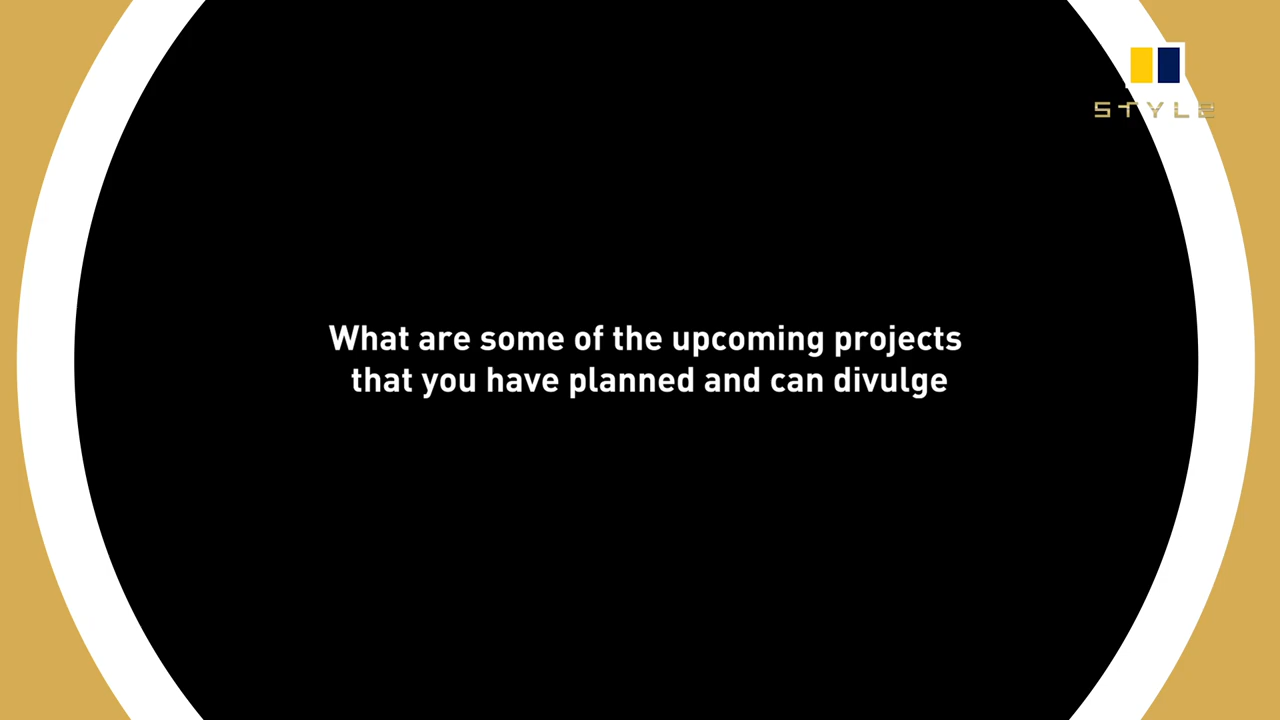 STYLE
What are some of the upcoming projects
that you have planned and can divulge